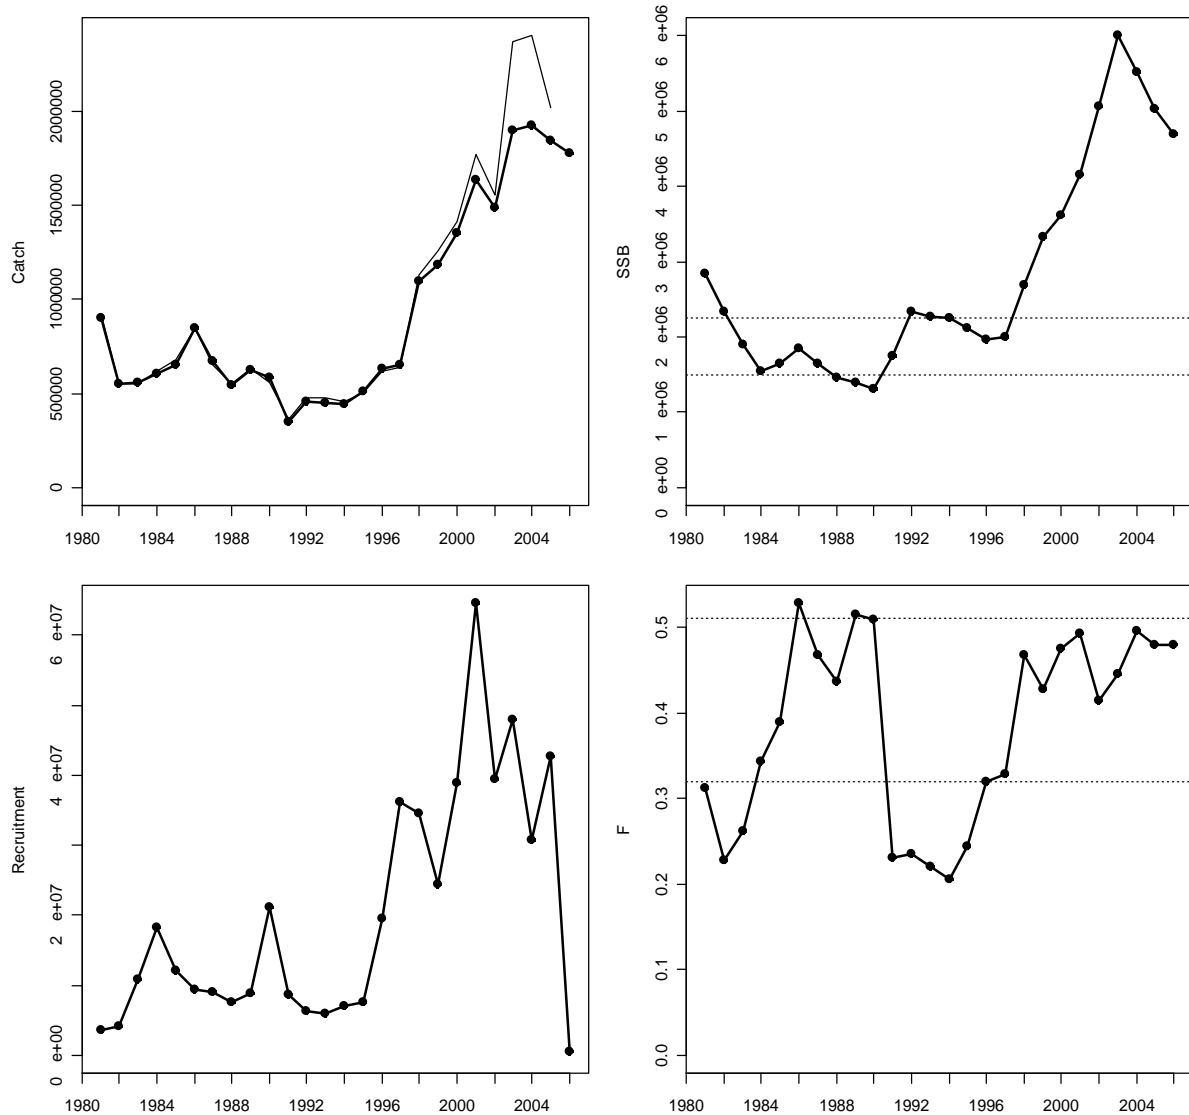 Catch
2000000
1500000
1000000
500000
0
1980 1984 1988 1992 1996 2000 2004
SSB
6 e+06
5 e+06
4 e+06
3 e+06
2 e+06
1 e+06
0 e+00
1980 1984 1988 1992 1996 2000 2004
Recruitment
6 e+07
4 e+07
2 e+07
0 e+00
1980 1984 1988 1992 1996 2000 2004
F
0.5
0.4
0.3
0.2
0.1
0.0
1980 1984 1988 1992 1996 2000 2004